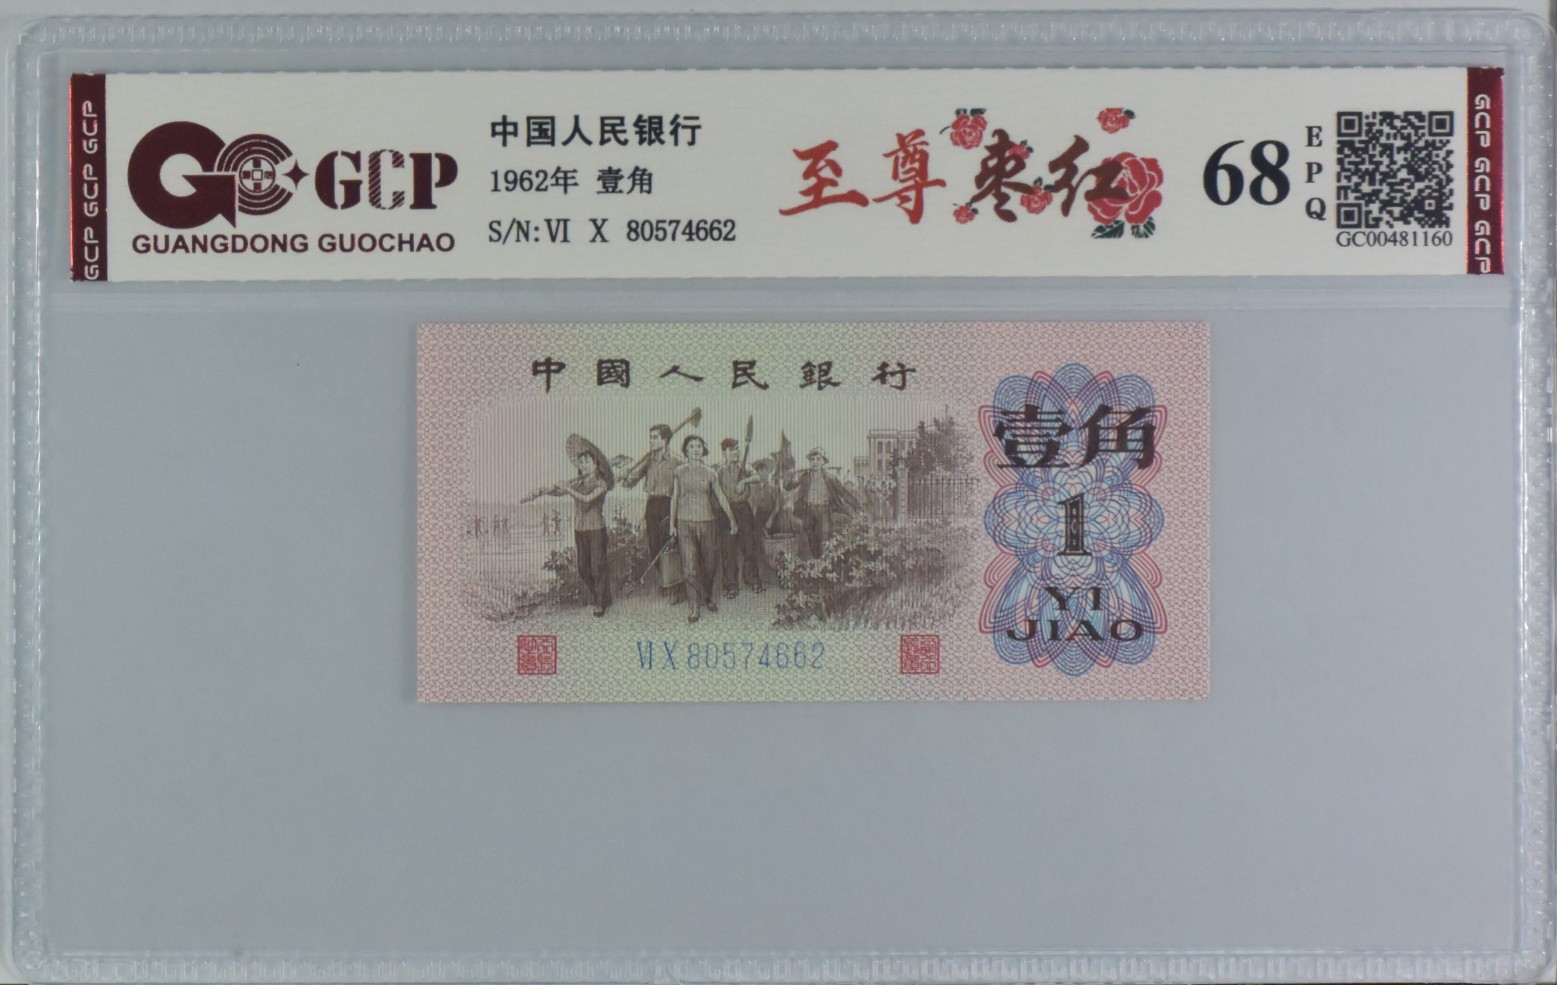 GCP GCP GCP
GCP
GUANGDONG GUOCHAO
中国人民银行
1962年 壹角
S/N: VI X 80574662
至尊枣红
68
EPQ
GC00481160
GCP GCP GCP
中國人民銀行
壹角
1
YI
JIAO
VI X 80574662